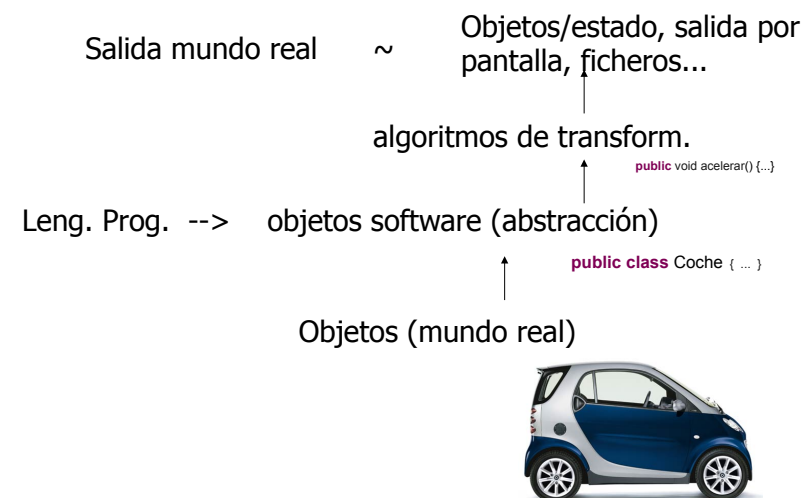 Salida mundo real ~ Objetos/estado, salida por
pantalla, ficheros...
algoritmos de transform.
public void acelerar() {...}
Leng. Prog. --> objetos software (abstracción)
public class Coche { ... }
Objetos (mundo real)